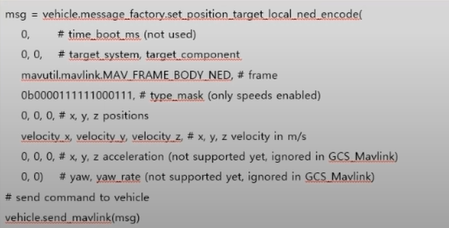 msg = vehicle.message_factory.set_position_target_local_ned_encode(
0, # time_boot_ms (not used)
0, 0, # target_system, target_component
mavutil.mavlink.MAV_FRAME_BODY_NED, # frame
0b0000111111000111, # type_mask (only speeds enabled)
0, 0, 0, # x, y, z positions
velocity_x, velocity_y, velocity_z, # x, y, z velocity in m/s
0, 0, 0, # x, y, z acceleration (not supported yet, ignored in GCS_Mavlink)
0, 0) # yaw, yaw_rate (not supported yet, ignored in GCS_Mavlink)
# send command to vehicle
vehicle.send_mavlink(msg)